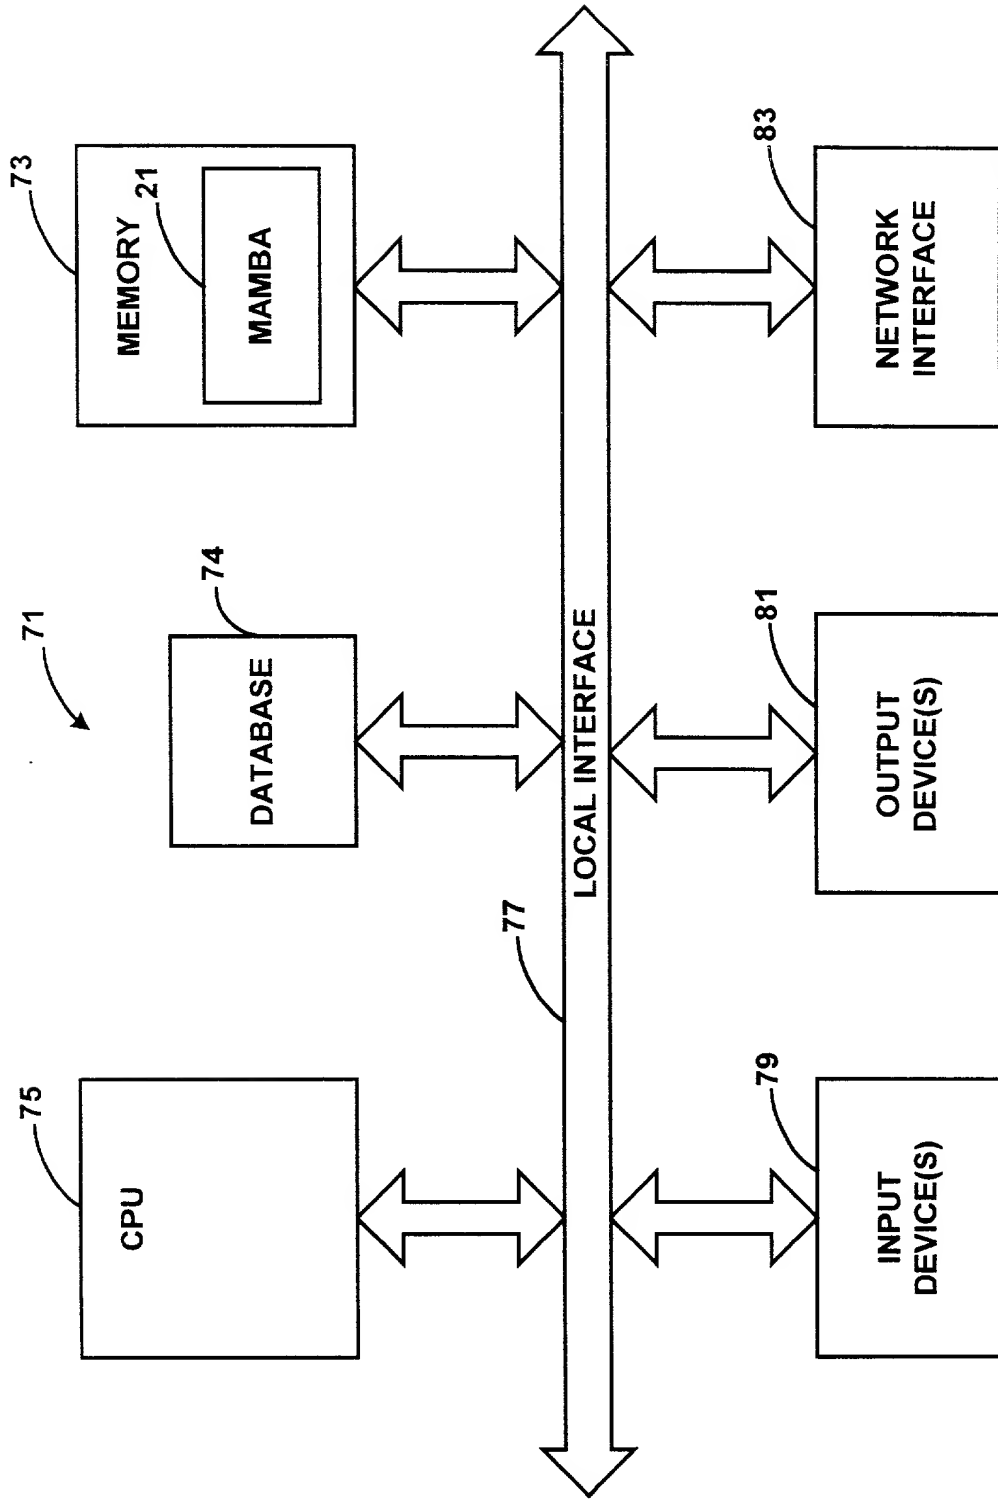 71
75
CPU
74
DATABASE
73
MEMORY
21
MAMBA
77
LOCAL INTERFACE
79
INPUT
DEVICE(S)
81
OUTPUT
DEVICE(S)
83
NETWORK
INTERFACE